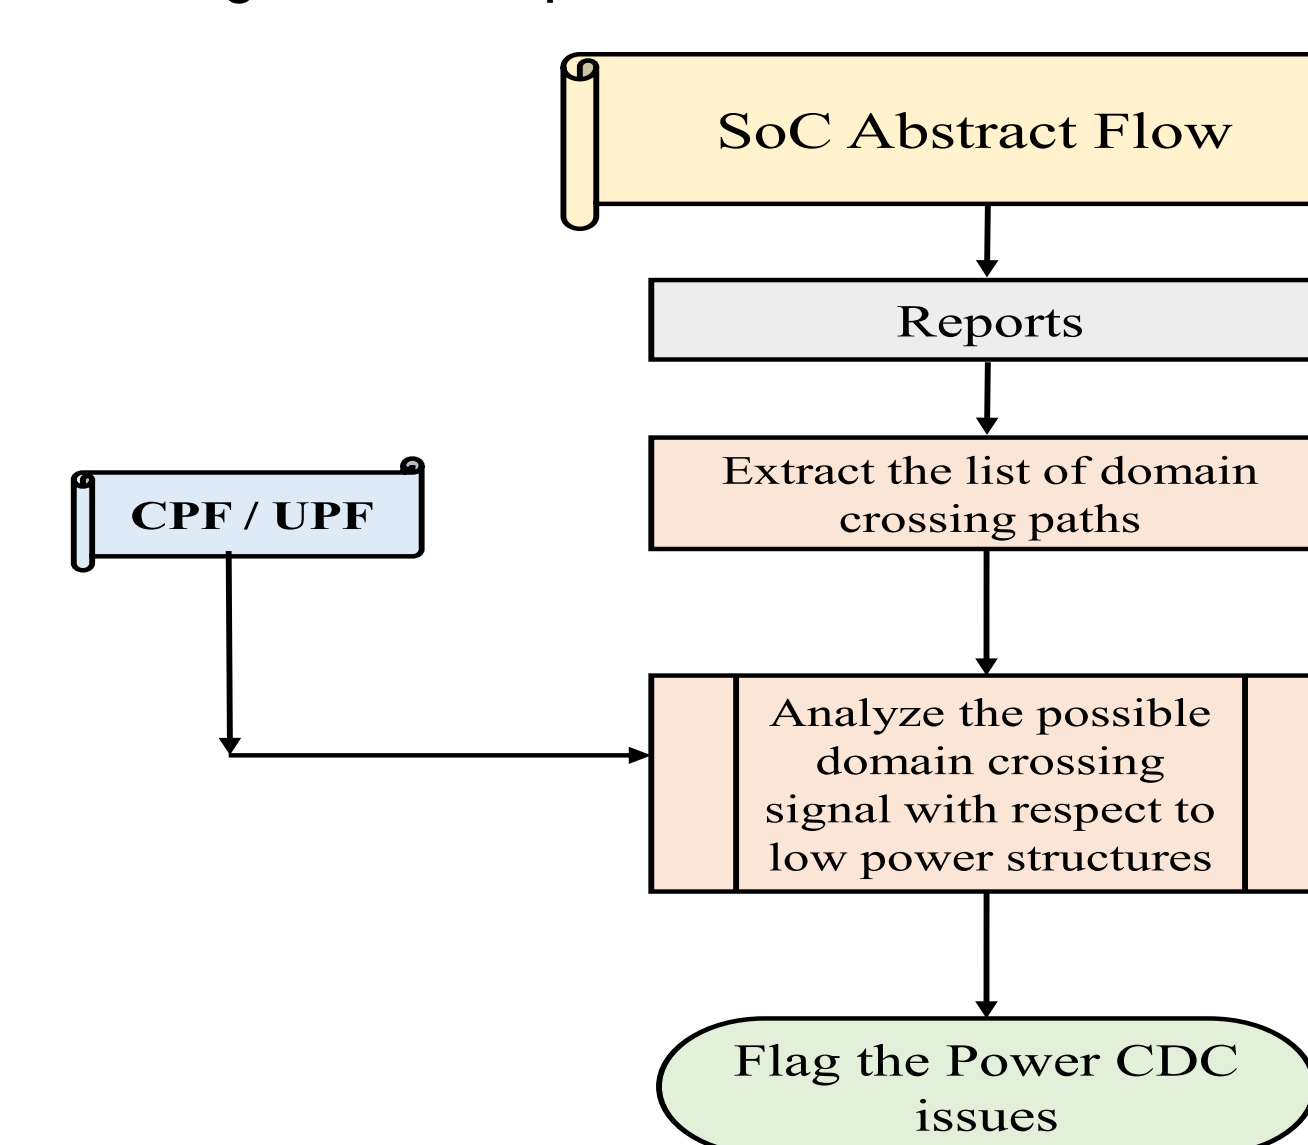 SoC Abstract Flow
Reports
Extract the list of domain
crossing paths
CPF / UPF
Analyze the possible
domain crossing
signal with respect to
low power structures
Flag the Power CDC
issues